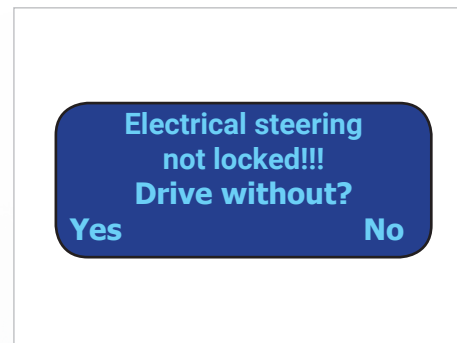 Electrical steering
not locked!!!
Drive without?
Yes No